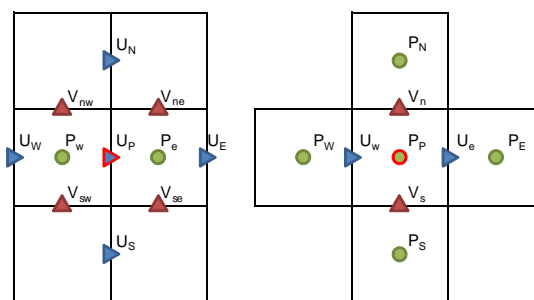 U_N P_N
V_nw V_ne V_n
U_W P_w U_P P_e U_E P_W U_w P_P U_e P_E
V_sw V_se V_s
U_S P_S